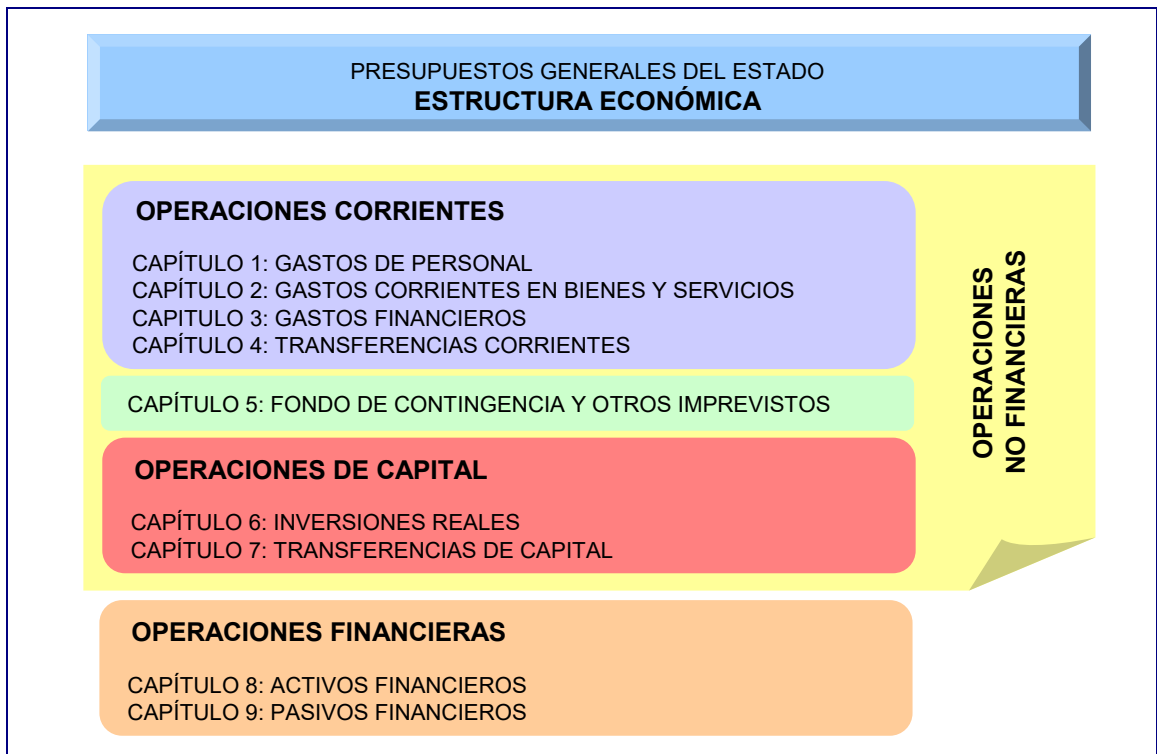 PRESUPUESTOS GENERALES DEL ESTADO
ESTRUCTURA ECONÓMICA
OPERACIONES CORRIENTES
CAPÍTULO 1: GASTOS DE PERSONAL
CAPÍTULO 2: GASTOS CORRIENTES EN BIENES Y SERVICIOS
CAPITULO 3: GASTOS FINANCIEROS
CAPÍTULO 4: TRANSFERENCIAS CORRIENTES
CAPÍTULO 5: FONDO DE CONTINGENCIA Y OTROS IMPREVISTOS
OPERACIONES DE CAPITAL
CAPÍTULO 6: INVERSIONES REALES
CAPÍTULO 7: TRANSFERENCIAS DE CAPITAL
OPERACIONES
NO FINANCIERAS
OPERACIONES FINANCIERAS
CAPÍTULO 8: ACTIVOS FINANCIEROS
CAPÍTULO 9: PASIVOS FINANCIEROS